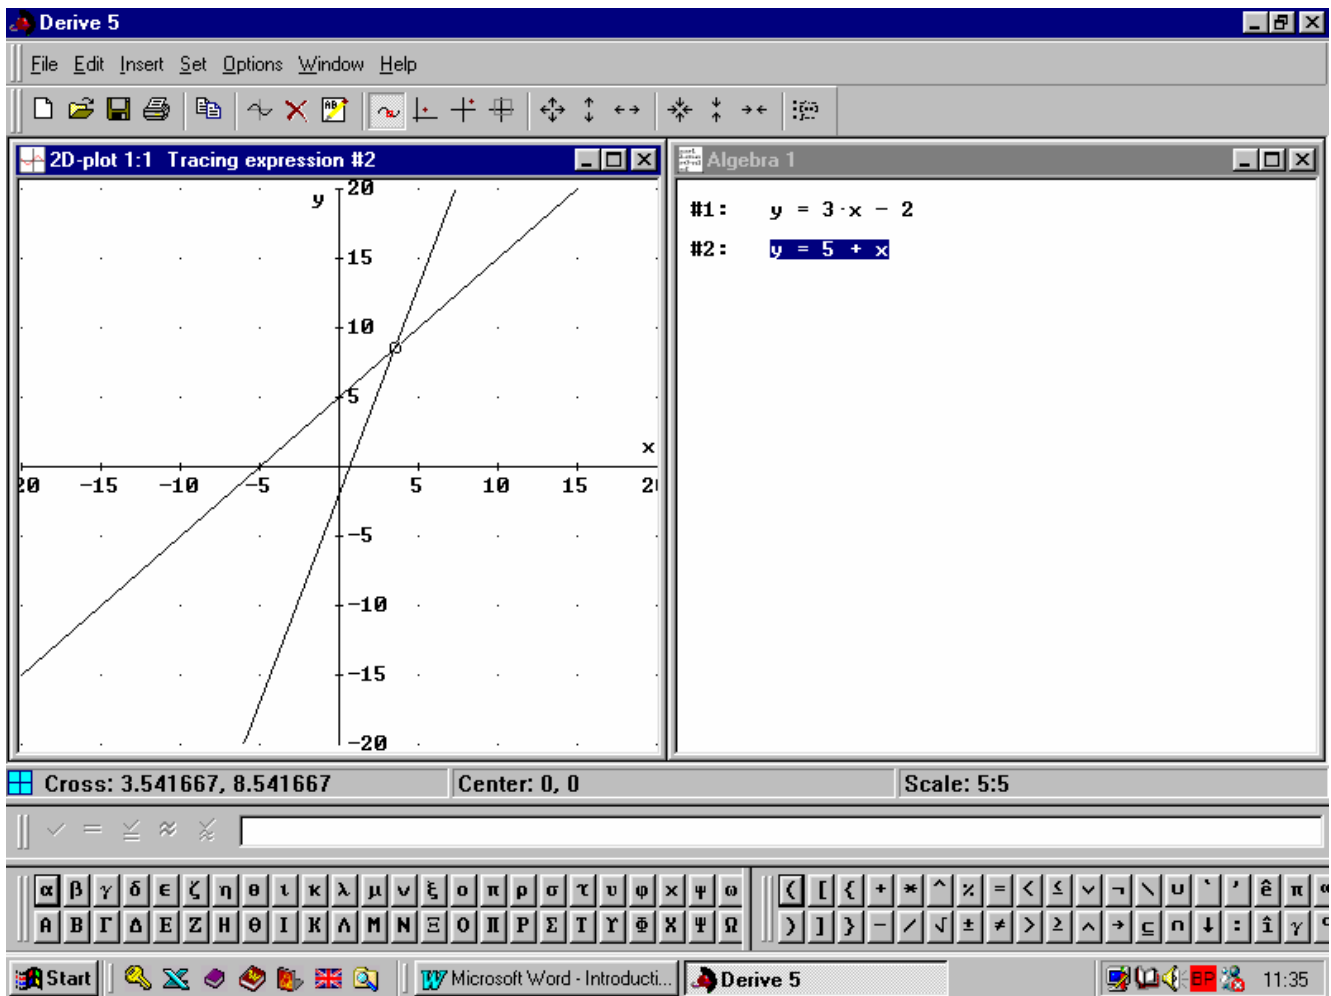 Derive 5
File Edit Insert Set Options Window Help
2D-plot 1:1 Tracing expression #2
y
20
15
10
5
x
20 -15 -10 -5 5 10 15 2
-5
-10
-15
-20
Algebra 1
#1: y = 3·x - 2
#2: y = 5 + x
Cross: 3.541667, 8.541667 Center: 0, 0 Scale: 5:5
α β γ δ ε ζ η θ ι κ λ μ ν ξ ο π ρ σ τ υ φ χ ψ ω ( [ { + * ^ % = < ≤ ∨ ¬ \ ∪ ` ' ê π
Α Β Γ Δ Ε Ζ Η Θ Ι Κ Λ Μ Ν Ξ Ο Π Ρ Σ Τ Υ Φ Χ Ψ Ω ) ] } - / √ ± ≠ > ≥ ∧ → ⊆ ∩ ↓ : î γ
Start Microsoft Word - Introducti... Derive 5 11:35